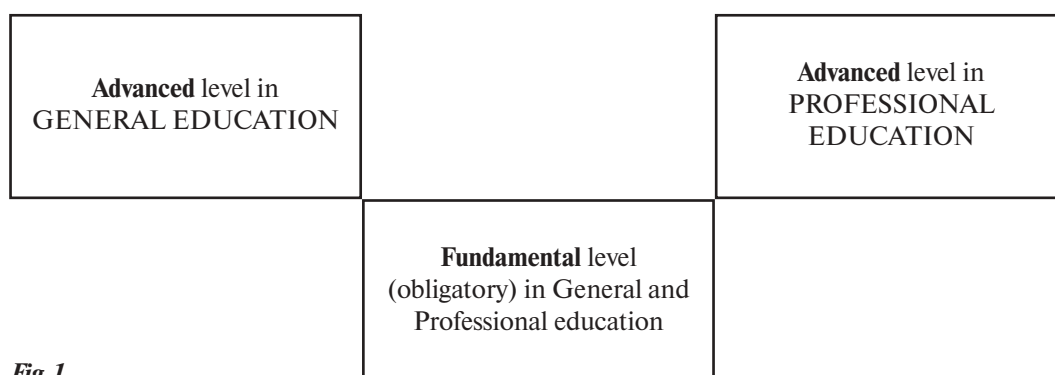 Advanced level in
GENERAL EDUCATION
Advanced level in
PROFESSIONAL
EDUCATION
Fundamental level
(obligatory) in General and
Professional education
Fig. 1